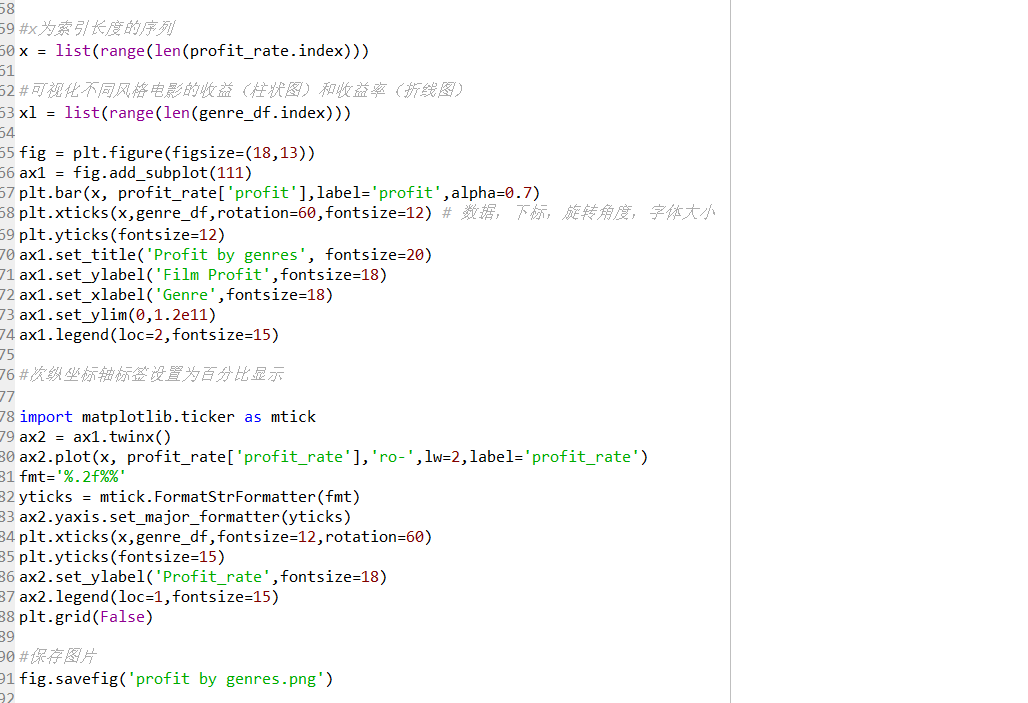 58
59 #x为索引长度的序列
60 x = list(range(len(profit_rate.index)))
61
62 #可视化不同风格电影的收益（柱状图）和收益率（折线图）
63 xl = list(range(len(genre_df.index)))
64
65 fig = plt.figure(figsize=(18,13))
66 ax1 = fig.add_subplot(111)
67 plt.bar(x, profit_rate['profit'],label='profit',alpha=0.7)
68 plt.xticks(x,genre_df,rotation=60,fontsize=12) # 数据，下标，旋转角度，字体大小
69 plt.yticks(fontsize=12)
70 ax1.set_title('Profit by genres', fontsize=20)
71 ax1.set_ylabel('Film Profit',fontsize=18)
72 ax1.set_xlabel('Genre',fontsize=18)
73 ax1.set_ylim(0,1.2e11)
74 ax1.legend(loc=2,fontsize=15)
75
76 #次纵坐标轴标签设置为百分比显示
77
78 import matplotlib.ticker as mtick
79 ax2 = ax1.twinx()
80 ax2.plot(x, profit_rate['profit_rate'],'ro-',lw=2,label='profit_rate')
81 fmt='%.2f%%'
82 yticks = mtick.FormatStrFormatter(fmt)
83 ax2.yaxis.set_major_formatter(yticks)
84 plt.xticks(x,genre_df,fontsize=12,rotation=60)
85 plt.yticks(fontsize=15)
86 ax2.set_ylabel('Profit_rate',fontsize=18)
87 ax2.legend(loc=1,fontsize=15)
88 plt.grid(False)
89
90 #保存图片
91 fig.savefig('profit by genres.png')
92